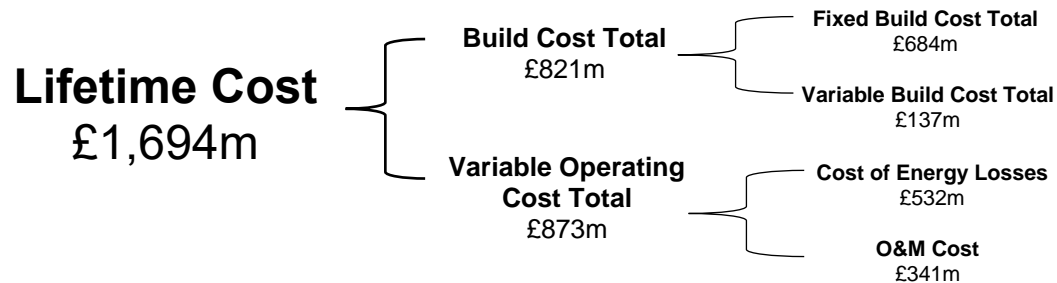 Lifetime Cost
£1,694m
Build Cost Total
£821m
Fixed Build Cost Total
£684m
Variable Build Cost Total
£137m
Variable Operating
Cost Total
£873m
Cost of Energy Losses
£532m
O&M Cost
£341m